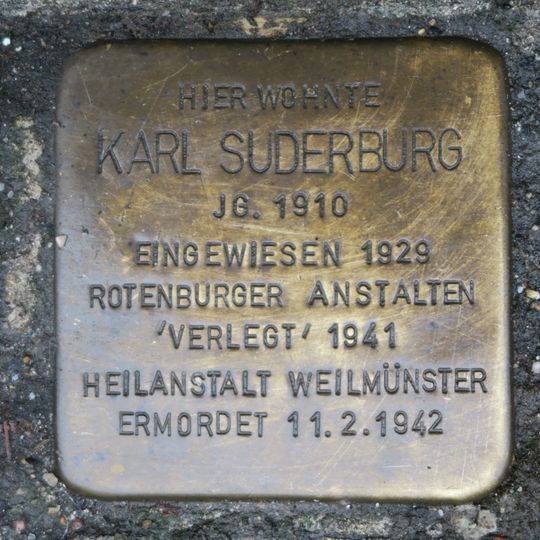 HIER WOHNTE
KARL SUDERBURG
JG. 1910
EINGEWIESEN 1929
ROTENBURGER ANSTALTEN
'VERLEGT' 1941
HEILANSTALT WEILMÜNSTER
ERMORDET 11.2.1942